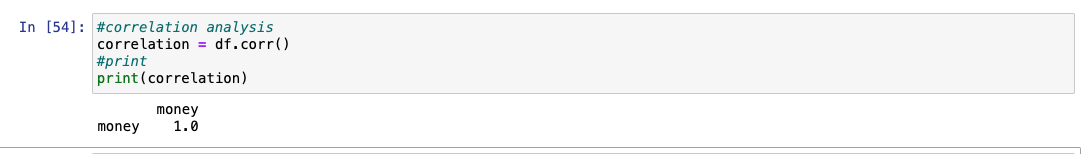 In [54]: #correlation analysis
correlation = df.corr()
#print
print(correlation)
money
money 1.0